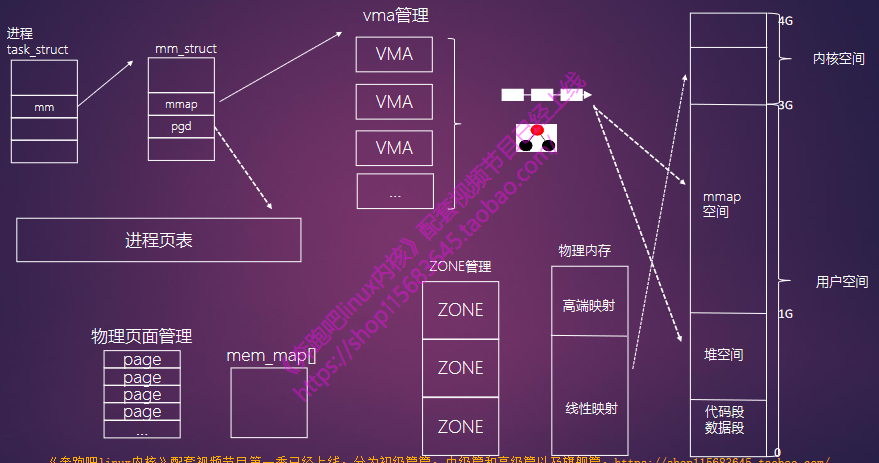 vma管理
进程
task_struct
mm_struct
mm
mmap
pgd
VMA
VMA
VMA
...
进程页表
4G
内核空间
3G
mmap
空间
用户空间
1G
堆空间
代码段
数据段
0
ZONE管理
ZONE
ZONE
ZONE
物理内存
高端映射
线性映射
物理页面管理
page
page
page
page
...
mem_map[]
《奔跑吧linux内核》配套视频节目已经上线
https://shop115683645.taobao.com/
《奔跑吧linux内核》配套视频节目第一季已经上线,分为初级篇、中级篇和高级篇以及旗舰篇:https://shop115683645.taobao.com/